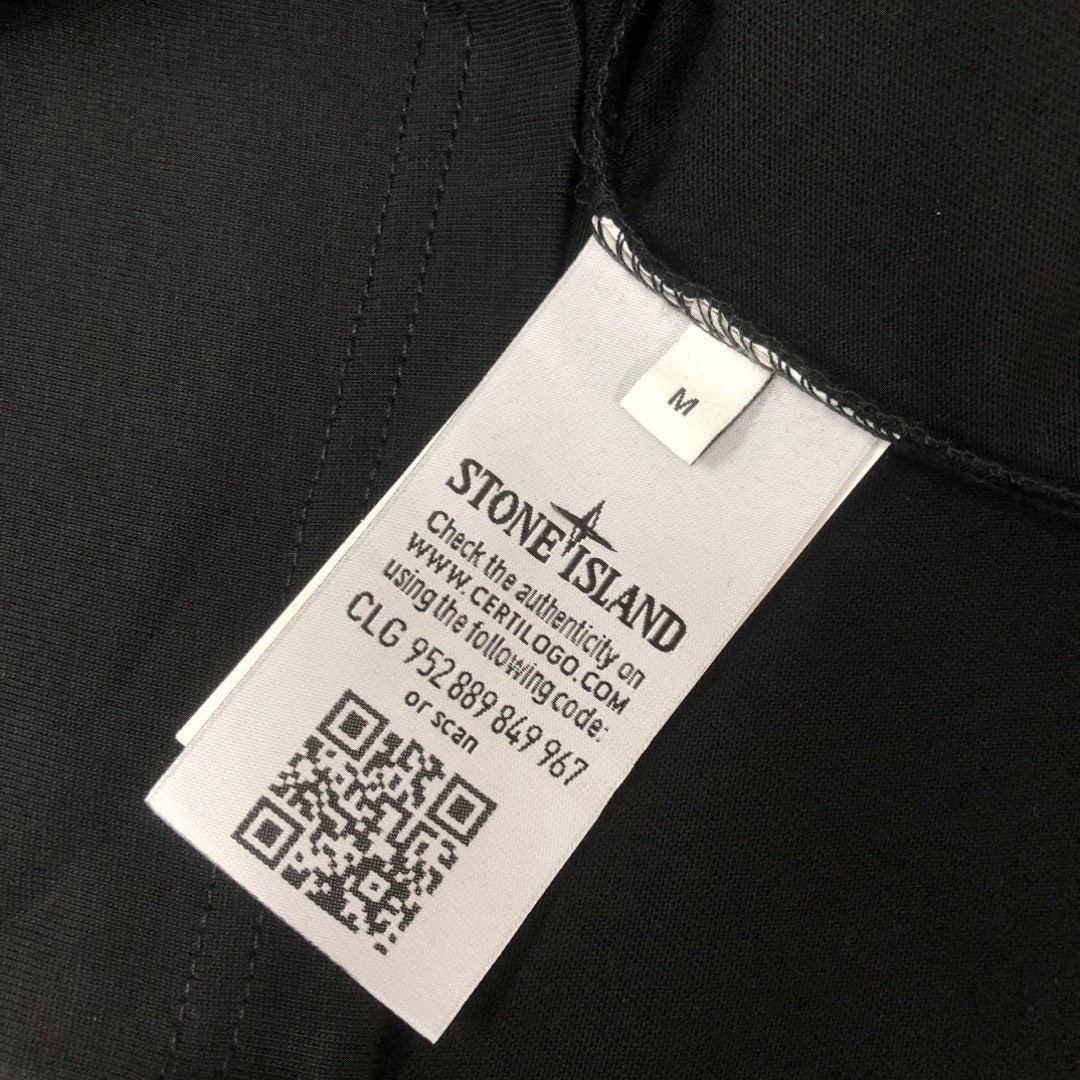 M
STONE ISLAND
Check the authenticity on
WWW.CERTILOGO.COM
using the following code:
CLG 952 889 849 967
or scan